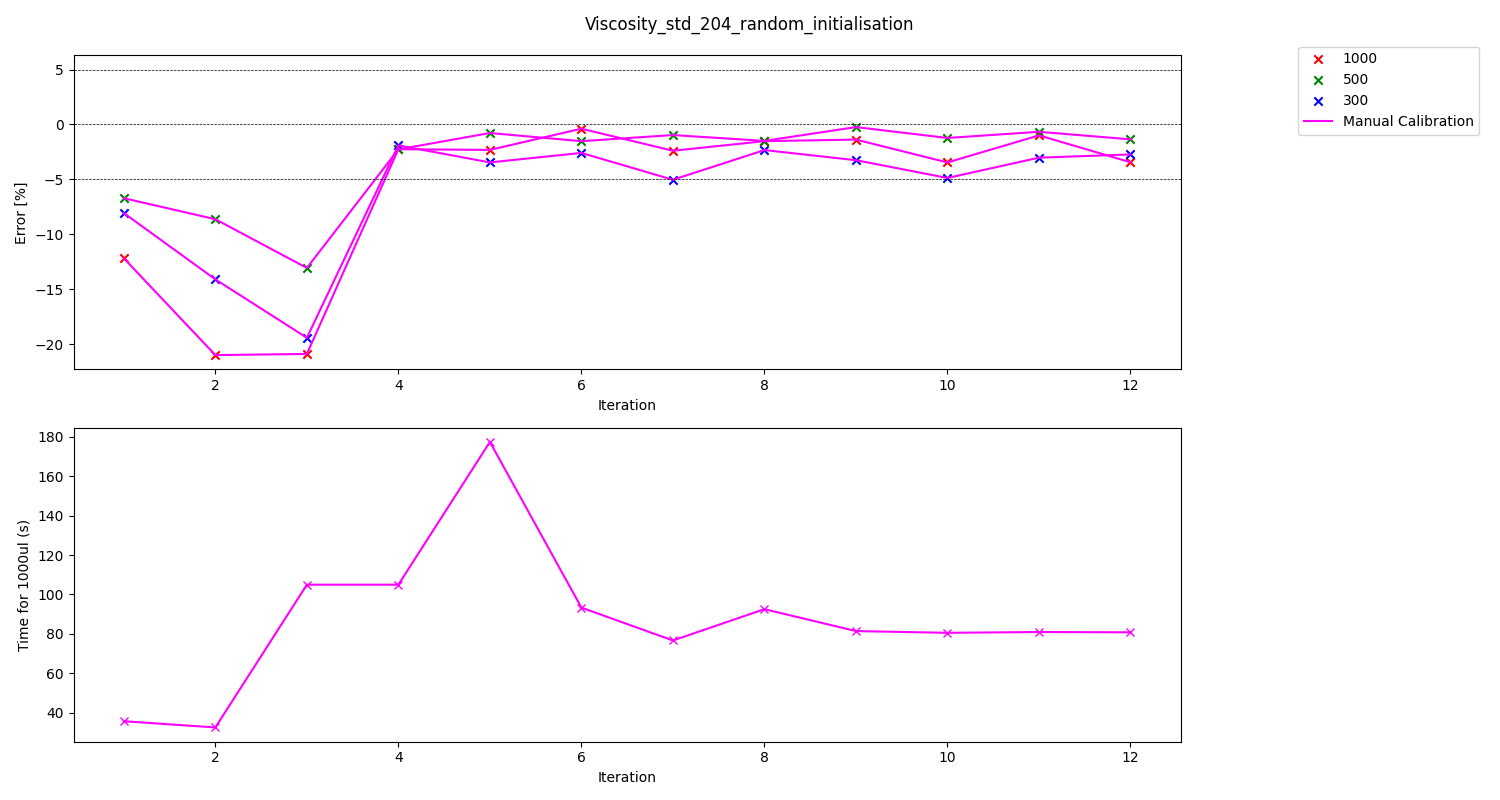 Viscosity_std_204_random_initialisation
1000
500
300
Manual Calibration
Error [%]
5
0
−5
−10
−15
−20
2 4 6 8 10 12
Iteration
Time for 1000ul (s)
180
160
140
120
100
80
60
40
2 4 6 8 10 12
Iteration